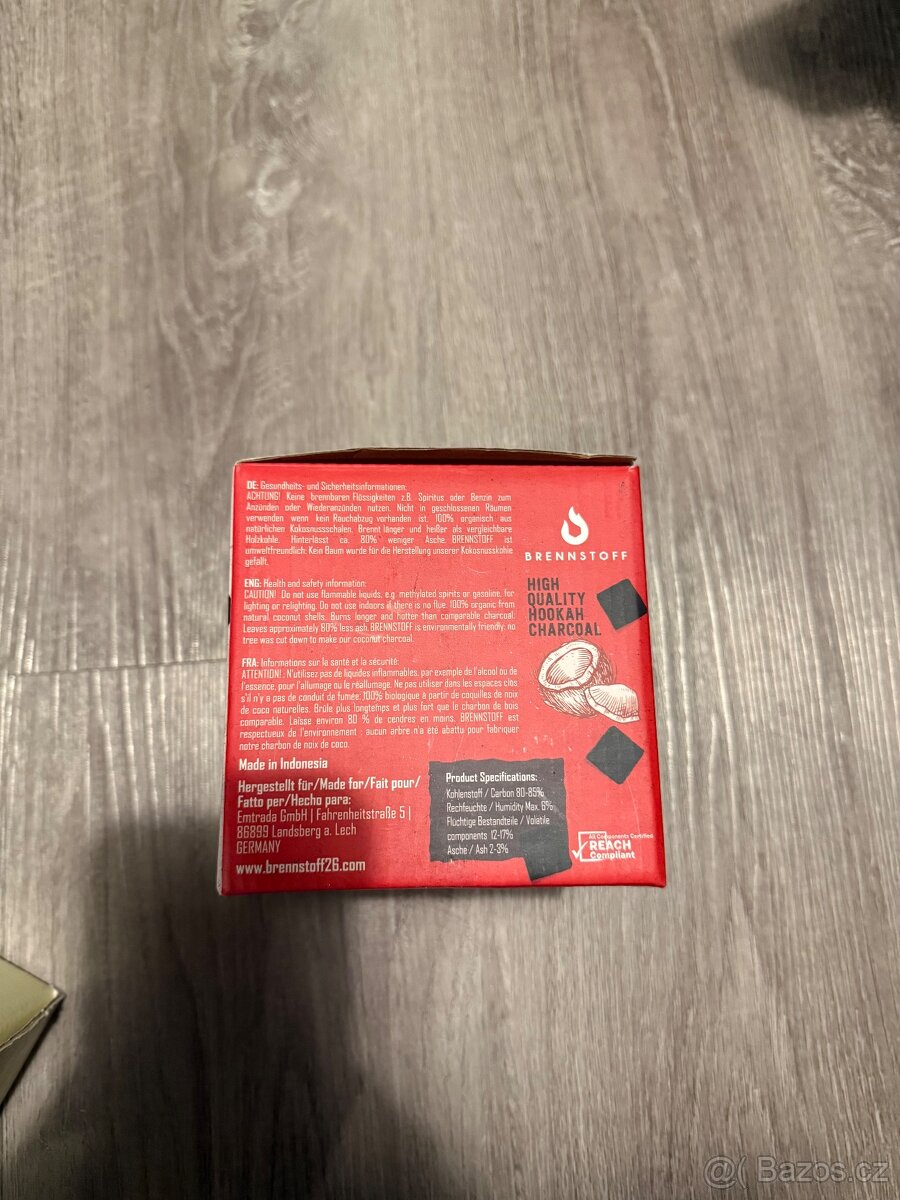 DE: Gesundheits- und Sicherheitsinformationen:
ACHTUNG! Keine brennbaren Flüssigkeiten z.B. Spiritus oder Benzin zum
Anzünden oder Wiederanzünden nutzen. Nicht in geschlossenen Räumen
verwenden wenn kein Rauchabzug vorhanden ist. 100% organisch aus
natürlichen Kokosnussschalen. Brennt länger und heißer als vergleichbare
Holzkohle. Hinterlässt ca. 80% weniger Asche. BRENNSTOFF ist
umweltfreundlich. Kein Baum wurde für die Herstellung unserer Kokosnusskohle
gefällt.
ENG: Health and safety information:
CAUTION! Do not use flammable liquids, e.g. methylated spirits or gasoline, for
lighting or relighting. Do not use indoors if there is no flue. 100% organic from
natural coconut shells. Burns longer and hotter than comparable charcoal.
Leaves approximately 80% less ash. BRENNSTOFF is environmentally friendly: no
tree was cut down to make our coconut charcoal.
FRA: Informations sur la santé et la sécurité:
ATTENTION! : N'utilisez pas de liquides inflammables, par exemple de l'alcool ou de
l'essence, pour l'allumage ou le réallumage. Ne pas utiliser dans les espaces clos
s'il n'y a pas de conduit de fumée. 100% biologique à partir de coquilles de noix
de coco naturelles. Brûle plus longtemps et plus fort que le charbon de bois
comparable. Laisse environ 80 % de cendres en moins. BRENNSTOFF est
respectueux de l'environnement : aucun arbre n'a été abattu pour fabriquer
notre charbon de noix de coco.
Made in Indonesia
Hergestellt für/Made for/Fait pour/
Fatto per/Hecho para:
Emtrada GmbH | Fahrenheitstraße 5 |
86899 Landsberg a. Lech
GERMANY
www.brennstoff26.com
BRENNSTOFF
HIGH
QUALITY
HOOKAH
CHARCOAL
Product Specifications:
Kohlenstoff / Carbon 80-85%
Rechfeuchte / Humidity Max. 6%
Flüchtige Bestandteile / Volatile
components 12-17%
Asche / Ash 2-3%
All Components Certified
REACH
Compliant
@( Bazos.cz